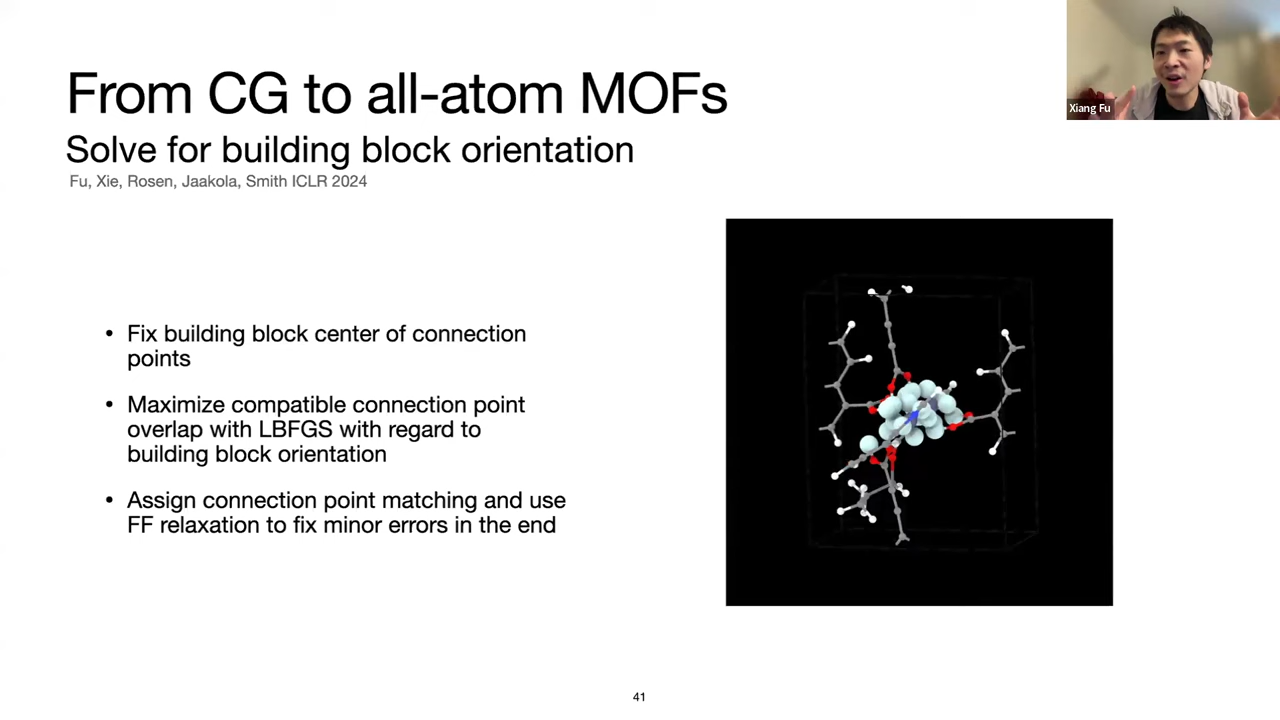 From CG to all-atom MOFs
Xiang Fu
Solve for building block orientation
Fu, Xie, Rosen, Jaakola, Smith ICLR 2024
• Fix building block center of connection
points
• Maximize compatible connection point
overlap with LBFGS with regard to
building block orientation
• Assign connection point matching and use
FF relaxation to fix minor errors in the end
41